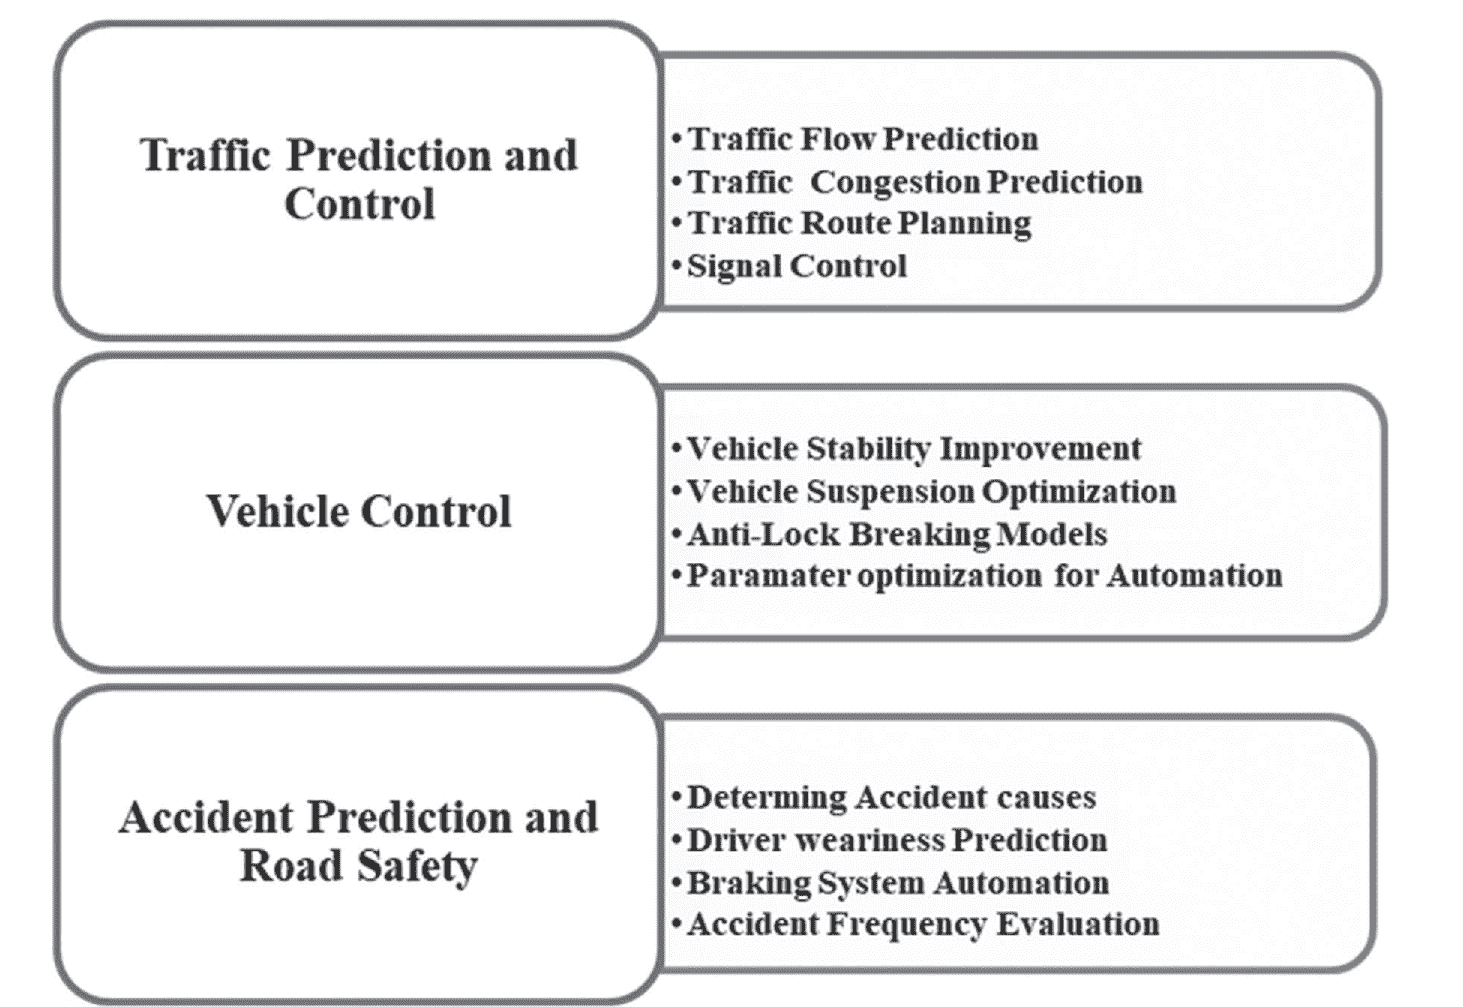 Traffic Prediction and
Control
•Traffic Flow Prediction
•Traffic Congestion Prediction
•Traffic Route Planning
•Signal Control
Vehicle Control
•Vehicle Stability Improvement
•Vehicle Suspension Optimization
•Anti-Lock Breaking Models
•Paramater optimization for Automation
Accident Prediction and
Road Safety
•Determing Accident causes
•Driver weariness Prediction
•Braking System Automation
•Accident Frequency Evaluation